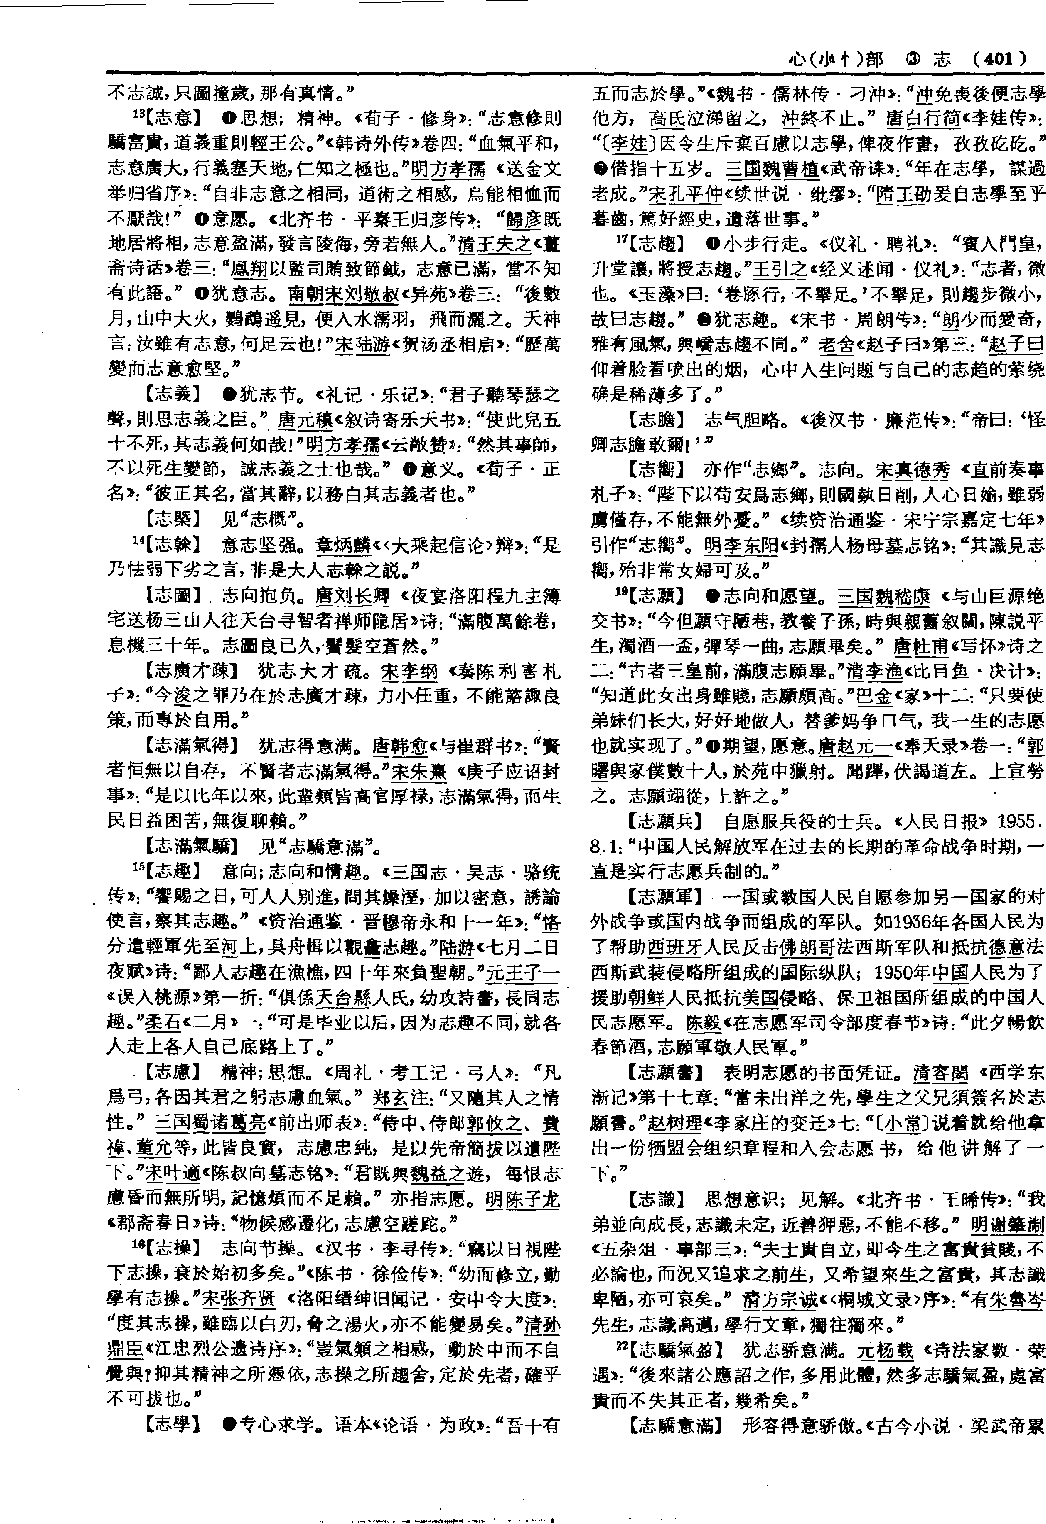 心(小忄)部 ③ 志 (401)
不志誠,只圖撞歲,那有真情。”
¹³【志意】 ❶思想;精神。《荀子·修身》:“志意修則
驕富貴,道義重則輕王公。”《韩诗外传》卷四:“血氣平和,
志意廣大,行義塞天地,仁知之極也。”明方孝孺《送金文
举归省序》:“自非志意之相同,道術之相感,烏能相恤而
不厭哉!” ❷意愿。《北齐书·平秦王归彦传》:“歸彦既
地居將相,志意盈滿,發言陵侮,旁若無人。”清王夫之《薑
斋诗话》卷三:“鳳翔以監司賄致節鉞,志意已滿,當不知
有此語。” ❸犹意志。南朝宋刘敬叔《异苑》卷三:“後數
月,山中大火,鸚鵡遥見,便入水濡羽,飛而灑之。天神
言:汝雖有志意,何足云也!”宋陆游《贺汤丞相启》:“歷萬
變而志意愈堅。”
【志義】 ❶犹志节。《礼记·乐记》:“君子聽琴瑟之
聲,則思志義之臣。”唐元稹《叙诗寄乐天书》:“使此兒五
十不死,其志義何如哉!”明方孝孺《云敞赞》:“然其事師,
不以死生變節,誠志義之士也哉。” ❷意义。《荀子·正
名》:“彼正其名,當其辭,以務白其志義者也。”
【志槩】 见“志概”。
¹⁴【志榦】 意志坚强。章炳麟《〈大乘起信论〉辩》:“是
乃怯弱下劣之言,非是大人志榦之説。”
【志圖】 志向抱负。唐刘长卿《夜宴洛阳程九主簿
宅送杨三山人往天台寻智者禅师隐居》诗:“滿腹萬餘卷,
息機三十年。志圖良已久,鬢髮空蒼然。”
【志廣才疎】 犹志大才疏。宋李纲《奏陈利害札
子》:“今浚之罪乃在於志廣才疎,力小任重,不能諮諏良
策,而專於自用。”
【志滿氣得】 犹志得意满。唐韩愈《与崔群书》:“賢
者恒無以自存,不賢者志滿氣得。”宋朱熹《庚子应诏封
事》:“是以比年以來,此輩類皆高官厚禄,志滿氣得,而生
民日益困苦,無復聊賴。”
【志滿氣驕】 见“志驕意滿”。
¹⁵【志趣】 意向;志向和情趣。《三国志·吴志·骆统
传》:“饗賜之日,可人人别進,問其燥溼,加以密意,誘諭
使言,察其志趣。”《资治通鉴·晋穆帝永和十一年》:“恪
分遣輕軍先至河上,具舟楫以觀龕志趣。”陆游《七月二日
夜赋》诗:“鄙人志趣在漁樵,四十年來負聖朝。”元王子一
《误入桃源》第一折:“俱係天台縣人氏,幼攻詩書,長同志
趣。”柔石《二月》一:“可是毕业以后,因为志趣不同,就各
人走上各人自己底路上了。”
【志慮】 精神;思想。《周礼·考工记·弓人》:“凡
爲弓,各因其君之躬志慮血氣。”郑玄注:“又隨其人之情
性。”三国蜀诸葛亮《前出师表》:“侍中、侍郎郭攸之、費
禕、董允等,此皆良實,志慮忠純,是以先帝簡拔以遺陛
下。”宋叶適《陈叔向墓志铭》:“君既與魏益之遊,每恨志
慮昏而無所明,記憶煩而不足賴。”亦指志愿。明陈子龙
《郡斋春日》诗:“物候感遷化,志慮空蹉跎。”
¹⁶【志操】 志向节操。《汉书·李寻传》:“竊以日視陛
下志操,衰於始初多矣。”《陈书·徐俭传》:“幼而修立,勤
學有志操。”宋张齐贤《洛阳缙绅旧闻记·安中令大度》:
“度其志操,雖臨以白刃,脅之湯火,亦不能變易矣。”清孙
鼎臣《江忠烈公遗诗序》:“豈氣類之相感,動於中而不自
覺與?抑其精神之所憑依,志操之所趨舍,定於先者,確乎
不可拔也。”
【志學】 ❶专心求学。语本《论语·为政》:“吾十有
五而志於學。”《魏书·儒林传·刁冲》:“沖免喪後便志學
他方,高氏泣涕留之,沖終不止。”唐白行简《李娃传》:
“〔李娃〕因令生斥棄百慮以志學,俾夜作晝,孜孜矻矻。”
❷借指十五岁。三国魏曹植《武帝诔》:“年在志學,謀過
老成。”宋孔平仲《续世说·纰缪》:“隋王劭爰自志學至乎
暮齒,篤好經史,遺落世事。”
¹⁷【志趨】 ❶小步行走。《仪礼·聘礼》:“賓入門皇,
升堂讓,將授志趨。”王引之《经义述闻·仪礼》:“志者,微
也。《玉藻》曰:‘卷豚行,不舉足。’不舉足,則趨步微小,
故曰志趨。” ❷犹志趣。《宋书·周朗传》:“朗少而愛奇,
雅有風氣,與嶠志趨不同。”老舍《赵子曰》第三:“赵子曰
仰着脸看喷出的烟,心中人生问题与自己的志趋的萦绕
确是稀薄多了。”
【志膽】 志气胆略。《後汉书·廉范传》:“帝曰:‘怪
卿志膽敢爾!’”
【志嚮】 亦作“志鄉”。志向。宋真德秀《直前奏事
札子》:“陛下以苟安爲志鄉,則國埶日削,人心日媮,雖弱
虜僅存,不能無外憂。”《续资治通鉴·宋宁宗嘉定七年》
引作“志嚮”。明李东阳《封孺人杨母墓志铭》:“其識見志
嚮,殆非常女婦可及。”
¹⁹【志願】 ❶志向和愿望。三国魏嵇康《与山巨源绝
交书》:“今但願守陋巷,教養子孫,時與親舊叙闊,陳説平
生,濁酒一盃,彈琴一曲,志願畢矣。”唐杜甫《写怀》诗之
二:“古者三皇前,滿腹志願畢。”清李渔《比目鱼·决计》:
“知道此女出身雖賤,志願頗高。”巴金《家》十二:“只要使
弟妹们长大,好好地做人,替爹妈争口气,我一生的志愿
也就实现了。”❷期望,愿意。唐赵元一《奉天录》卷一:“郭
曙與家僕數十人,於苑中獵射。聞蹕,伏謁道左。上宣勞
之。志願翊從,上許之。”
【志願兵】 自愿服兵役的士兵。《人民日报》1955.
8.1:“中国人民解放军在过去的长期的革命战争时期,一
直是实行志愿兵制的。”
【志願軍】 一国或数国人民自愿参加另一国家的对
外战争或国内战争而组成的军队。如1936年各国人民为
了帮助西班牙人民反击佛朗哥法西斯军队和抵抗德意法
西斯武装侵略所组成的国际纵队;1950年中国人民为了
援助朝鲜人民抵抗美国侵略、保卫祖国所组成的中国人
民志愿军。陈毅《在志愿军司令部度春节》诗:“此夕暢飲
春節酒,志願軍敬人民軍。”
【志願書】 表明志愿的书面凭证。清容闳《西学东
渐记》第十七章:“當未出洋之先,學生之父兄須簽名於志
願書。”赵树理《李家庄的变迁》七:“〔小常〕说着就给他拿
出一份牺盟会组织章程和入会志愿书,给他讲解了一
下。”
【志識】 思想意识;见解。《北齐书·王晞传》:“我
弟並向成長,志識未定,近善狎惡,不能不移。”明谢肇淛
《五杂俎·事部三》:“夫士貴自立,即今生之富貴貧賤,不
必論也,而況又追求之前生,又希望來生之富貴,其志識
卑陋,亦可哀矣。”清方宗诚《〈桐城文录〉序》:“有朱魯岑
先生,志識高邁,學行文章,獨往獨來。”
²²【志驕氣盈】 犹志骄意满。元杨载《诗法家数·荣
遇》:“後來諸公應詔之作,多用此體,然多志驕氣盈,處富
貴而不失其正者,幾希矣。”
【志驕意滿】 形容得意骄傲。《古今小说·梁武帝累